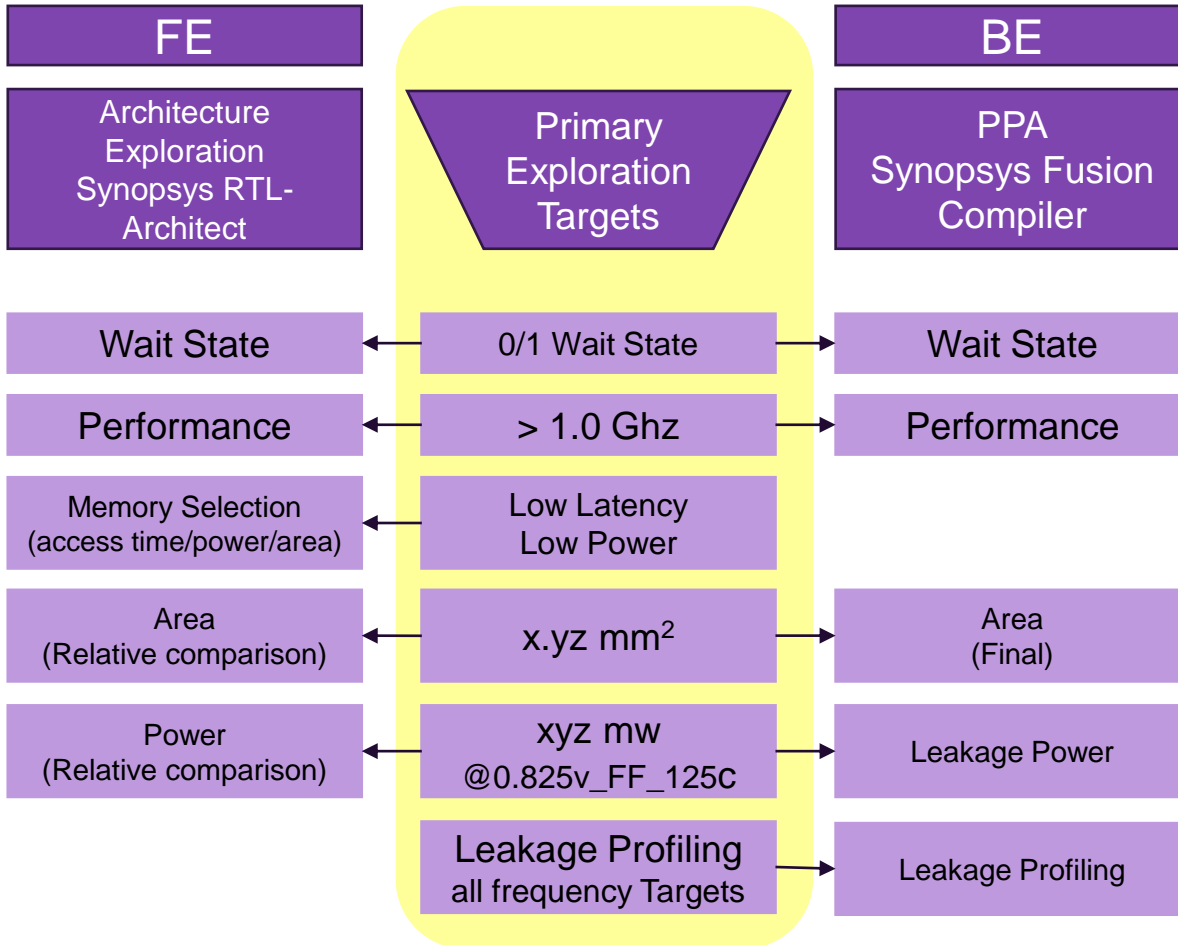 FE
BE
Architecture
Exploration
Synopsys RTL-
Architect
Primary
Exploration
Targets
PPA
Synopsys Fusion
Compiler
Wait State
0/1 Wait State
Wait State
Performance
> 1.0 Ghz
Performance
Memory Selection
(access time/power/area)
Low Latency
Low Power
Area
(Relative comparison)
x.yz mm²
Area
(Final)
Power
(Relative comparison)
xyz mw
@0.825v_FF_125c
Leakage Power
Leakage Profiling
all frequency Targets
Leakage Profiling